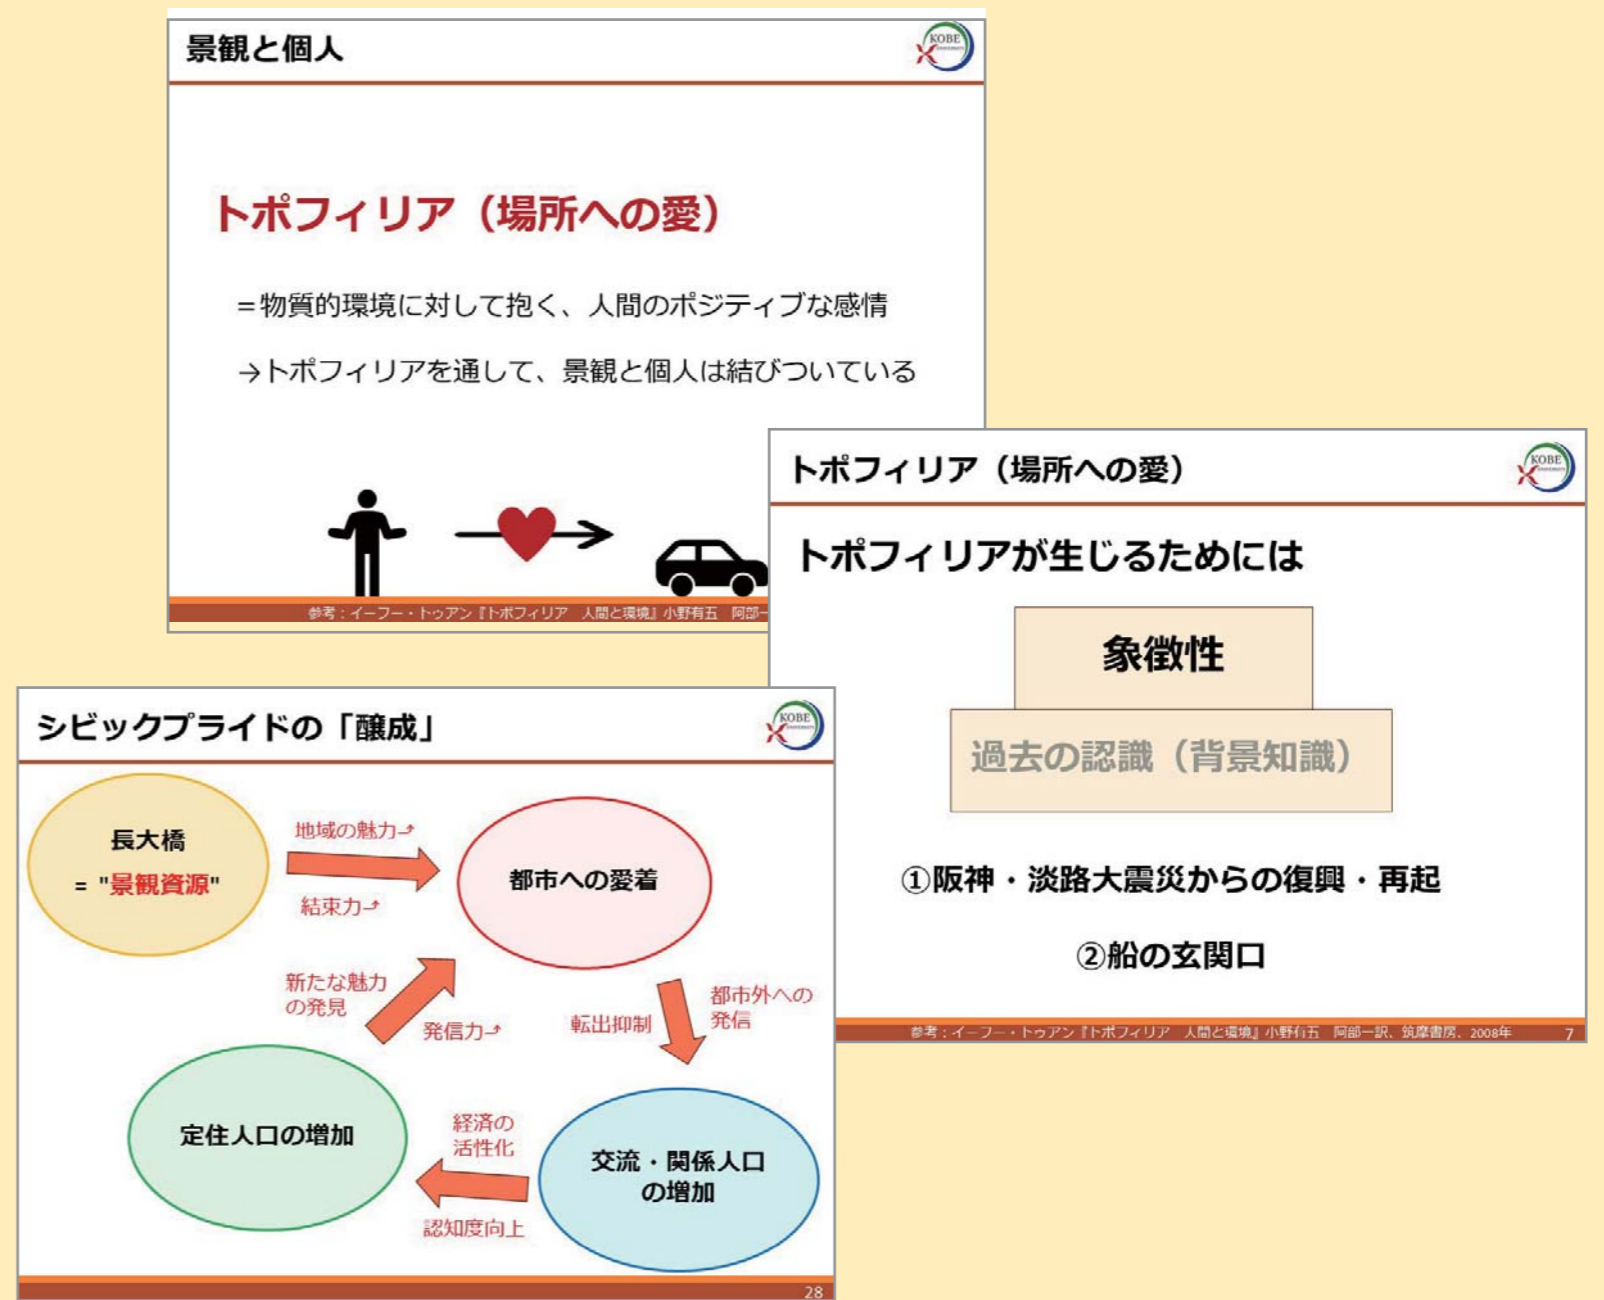 景観と個人
KOBE
UNIVERSITY
トポフィリア（場所への愛）
＝物質的環境に対して抱く、人間のポジティブな感情
→トポフィリアを通して、景観と個人は結びついている
参考：イーフー・トゥアン『トポフィリア　人間と環境』小野有五　阿部一
トポフィリア（場所への愛）
KOBE
UNIVERSITY
トポフィリアが生じるためには
象徴性
過去の認識（背景知識）
①阪神・淡路大震災からの復興・再起
②船の玄関口
参考：イーフー・トゥアン『トポフィリア　人間と環境』小野有五　阿部一訳、筑摩書房、2008年
7
シビックプライドの「醸成」
KOBE
UNIVERSITY
長大橋
= "景観資源"
地域の魅力⤴
結束力⤴
都市への愛着
新たな魅力
の発見
発信力⤴
転出抑制
都市外への
発信
定住人口の増加
経済の
活性化
認知度向上
交流・関係人口
の増加
28